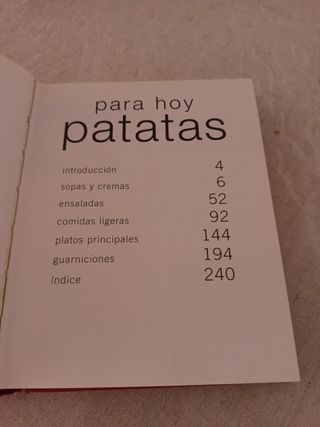 para hoy
patatas
introducción 4
sopas y cremas 6
ensaladas 52
comidas ligeras 92
platos principales 144
guarniciones 194
índice 240